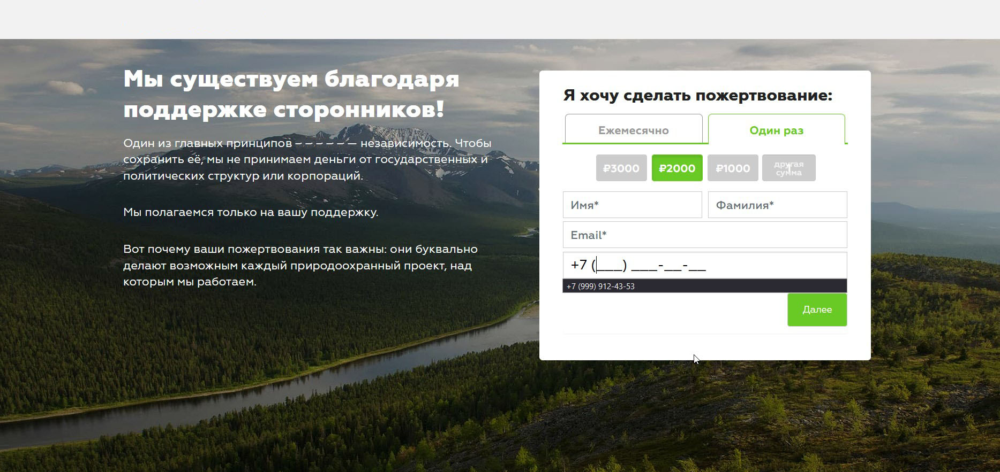 Мы существуем благодаря
поддержке сторонников!
Один из главных принципов – – – – – — независимость. Чтобы
сохранить её, мы не принимаем деньги от государственных и
политических структур или корпораций.
Мы полагаемся только на вашу поддержку.
Вот почему ваши пожертвования так важны: они буквально
делают возможным каждый природоохранный проект, над
которым мы работаем.
Я хочу сделать пожертвование:
Ежемесячно
Один раз
₽3000
₽2000
₽1000
другая
сумма
Имя*
Фамилия*
Email*
+7 (___) ___-__-__
+7 (999) 912-43-53
Далее